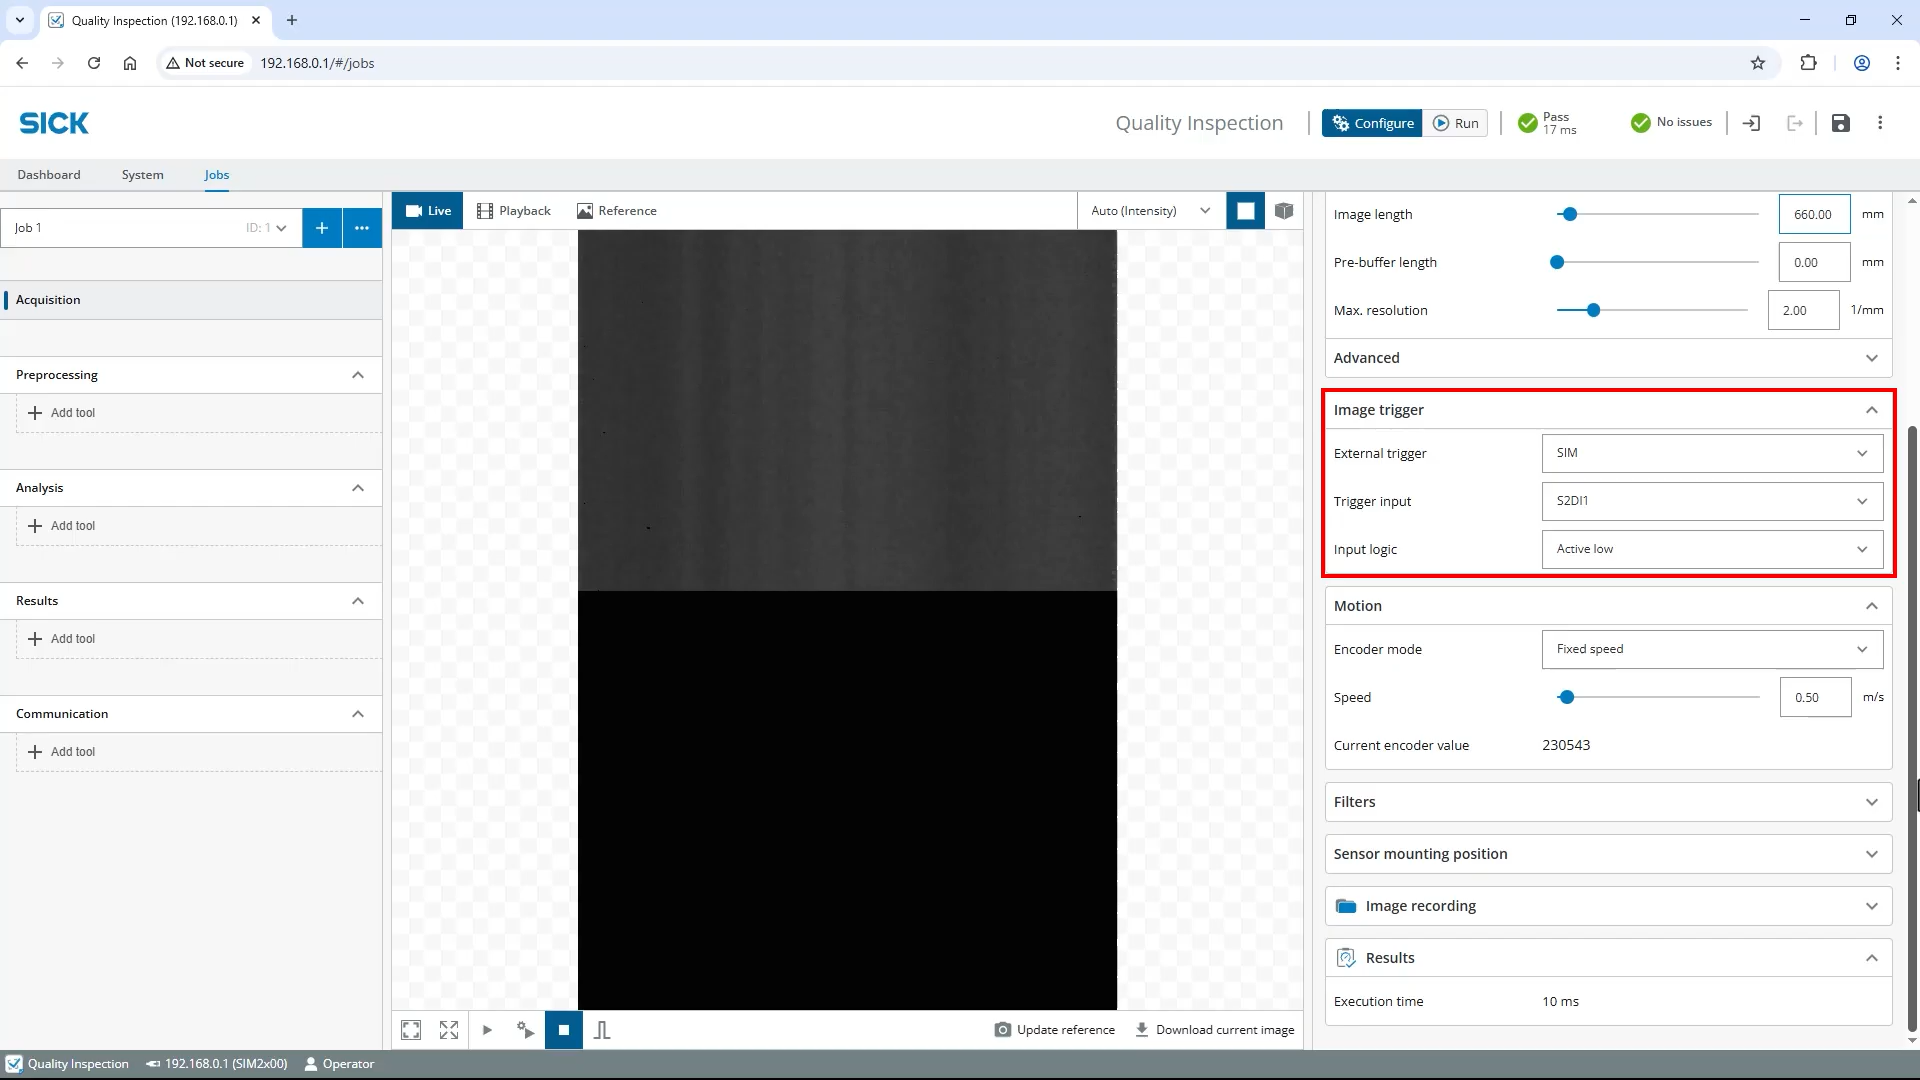 Quality Inspection (192.168.0.1)
Not secure
192.168.0.1/#/jobs
SICK
Quality Inspection
Configure
Run
Pass
17 ms
No issues
Dashboard
System
Jobs
Job 1
ID: 1
Acquisition
Preprocessing
Add tool
Analysis
Add tool
Results
Add tool
Communication
Add tool
Live
Playback
Reference
Auto (Intensity)
Update reference
Download current image
Image length
660.00
mm
Pre-buffer length
0.00
mm
Max. resolution
2.00
1/mm
Advanced
Image trigger
External trigger
SIM
Trigger input
S2DI1
Input logic
Active low
Motion
Encoder mode
Fixed speed
Speed
0.50
m/s
Current encoder value
230543
Filters
Sensor mounting position
Image recording
Results
Execution time
10 ms
Quality Inspection
192.168.0.1 (SIM2x00)
Operator